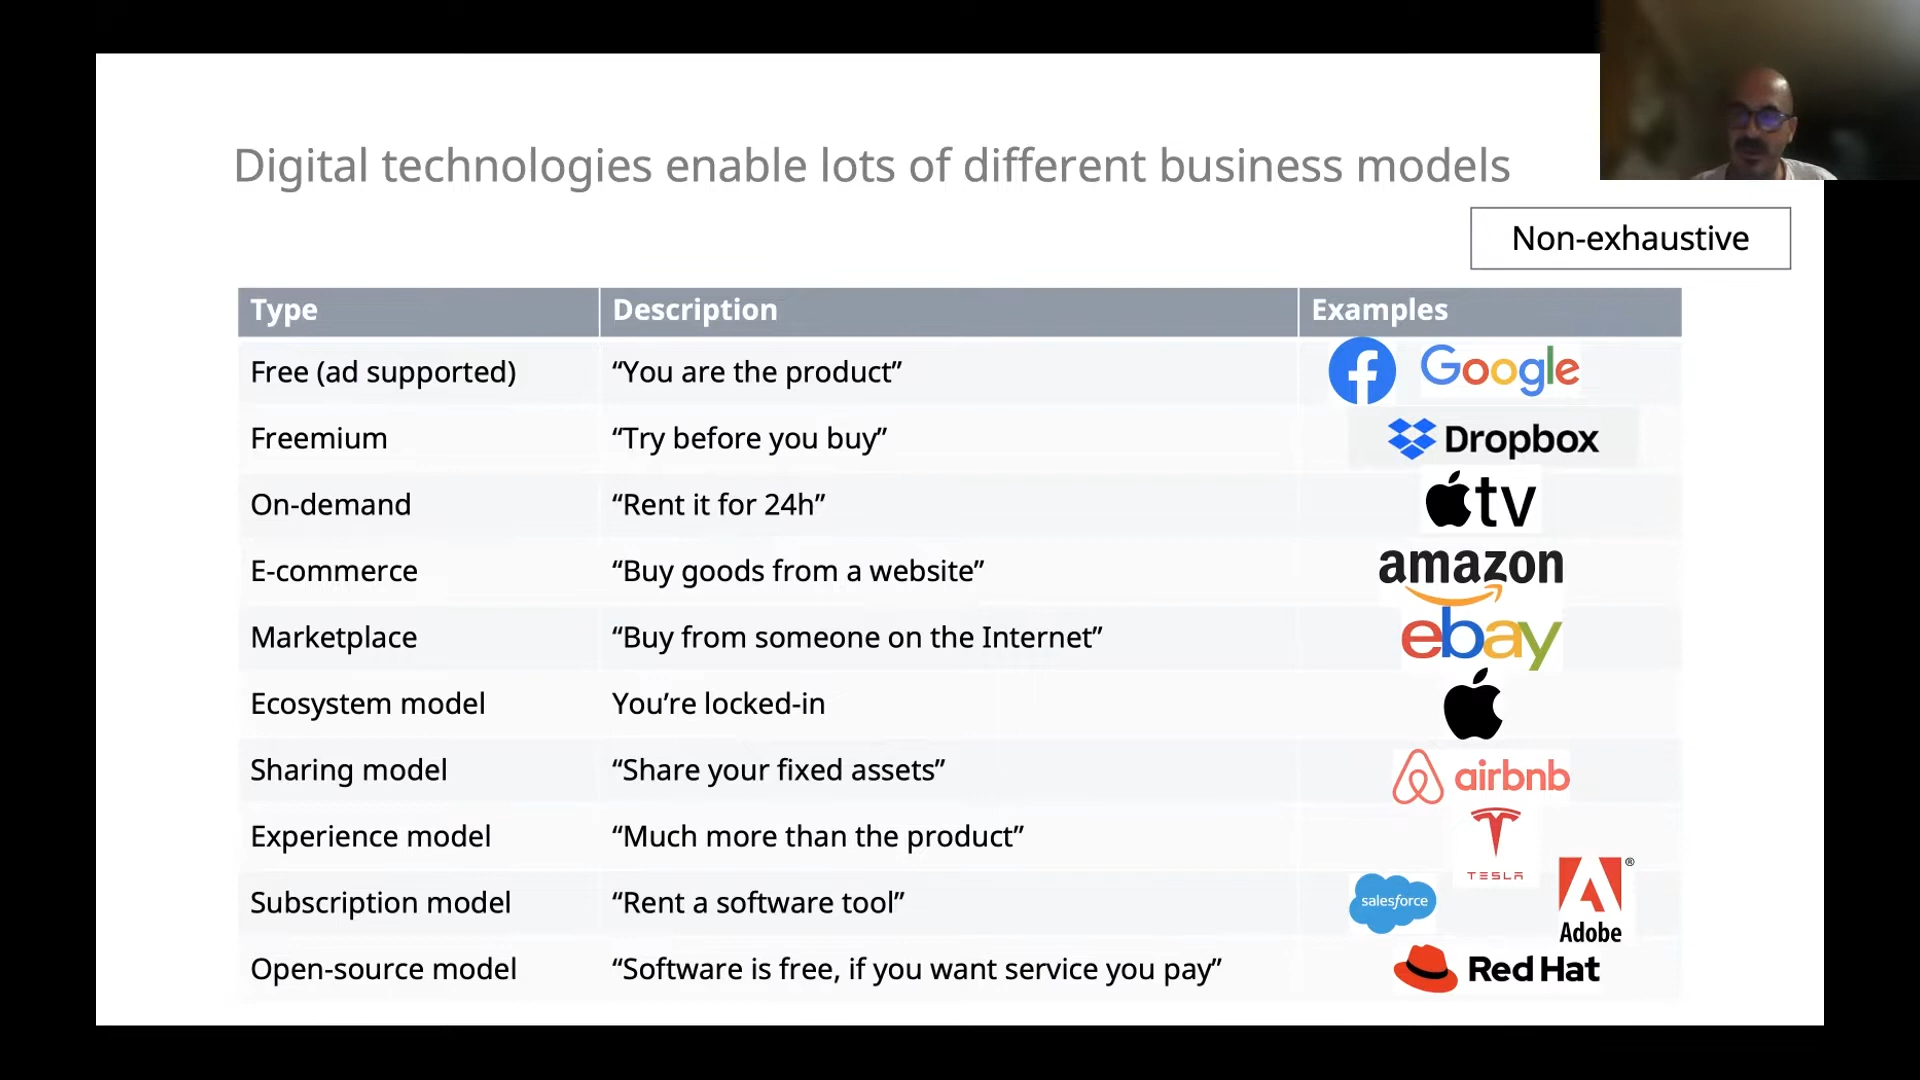 Digital technologies enable lots of different business models
Non-exhaustive
Type Description Examples
Free (ad supported) “You are the product” Google
Freemium “Try before you buy” Dropbox
On-demand “Rent it for 24h” tv
E-commerce “Buy goods from a website” amazon
Marketplace “Buy from someone on the Internet” ebay
Ecosystem model You’re locked-in
Sharing model “Share your fixed assets” airbnb
Experience model “Much more than the product” TESLA
Subscription model “Rent a software tool” salesforce Adobe®
Open-source model “Software is free, if you want service you pay” Red Hat